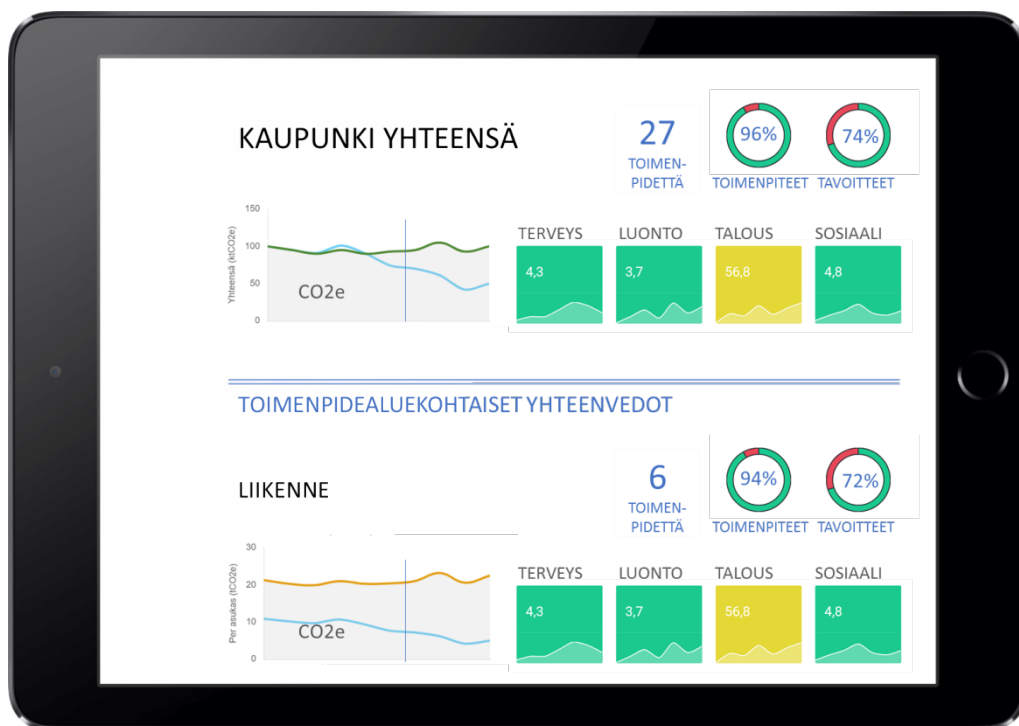 KAUPUNKI YHTEENSÄ
27
TOIMEN-
PIDETTÄ
96%
TOIMENPITEET
74%
TAVOITTEET
Yhteensä (ktCO2e)
150
100
50
0
CO2e
TERVEYS
4,3
LUONTO
3,7
TALOUS
56,8
SOSIAALI
4,8
TOIMENPIDEALUEKOHTAISET YHTEENVEDOT
LIIKENNE
6
TOIMEN-
PIDETTÄ
94%
TOIMENPITEET
72%
TAVOITTEET
Per asukas (tCO2e)
30
20
10
0
CO2e
TERVEYS
4,3
LUONTO
3,7
TALOUS
56,8
SOSIAALI
4,8